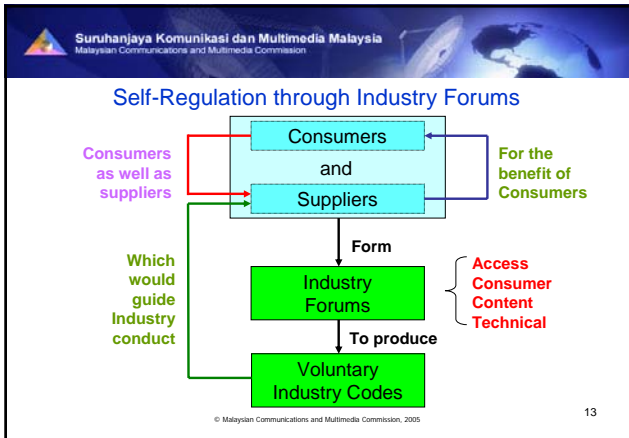 Suruhanjaya Komunikasi dan Multimedia Malaysia
Malaysian Communications and Multimedia Commission
Self-Regulation through Industry Forums
Consumers
and
Suppliers
Consumers
as well as
suppliers
For the
benefit of
Consumers
Form
Which
would
guide
Industry
conduct
Industry
Forums
Access
Consumer
Content
Technical
To produce
Voluntary
Industry Codes
© Malaysian Communications and Multimedia Commission, 2005
13